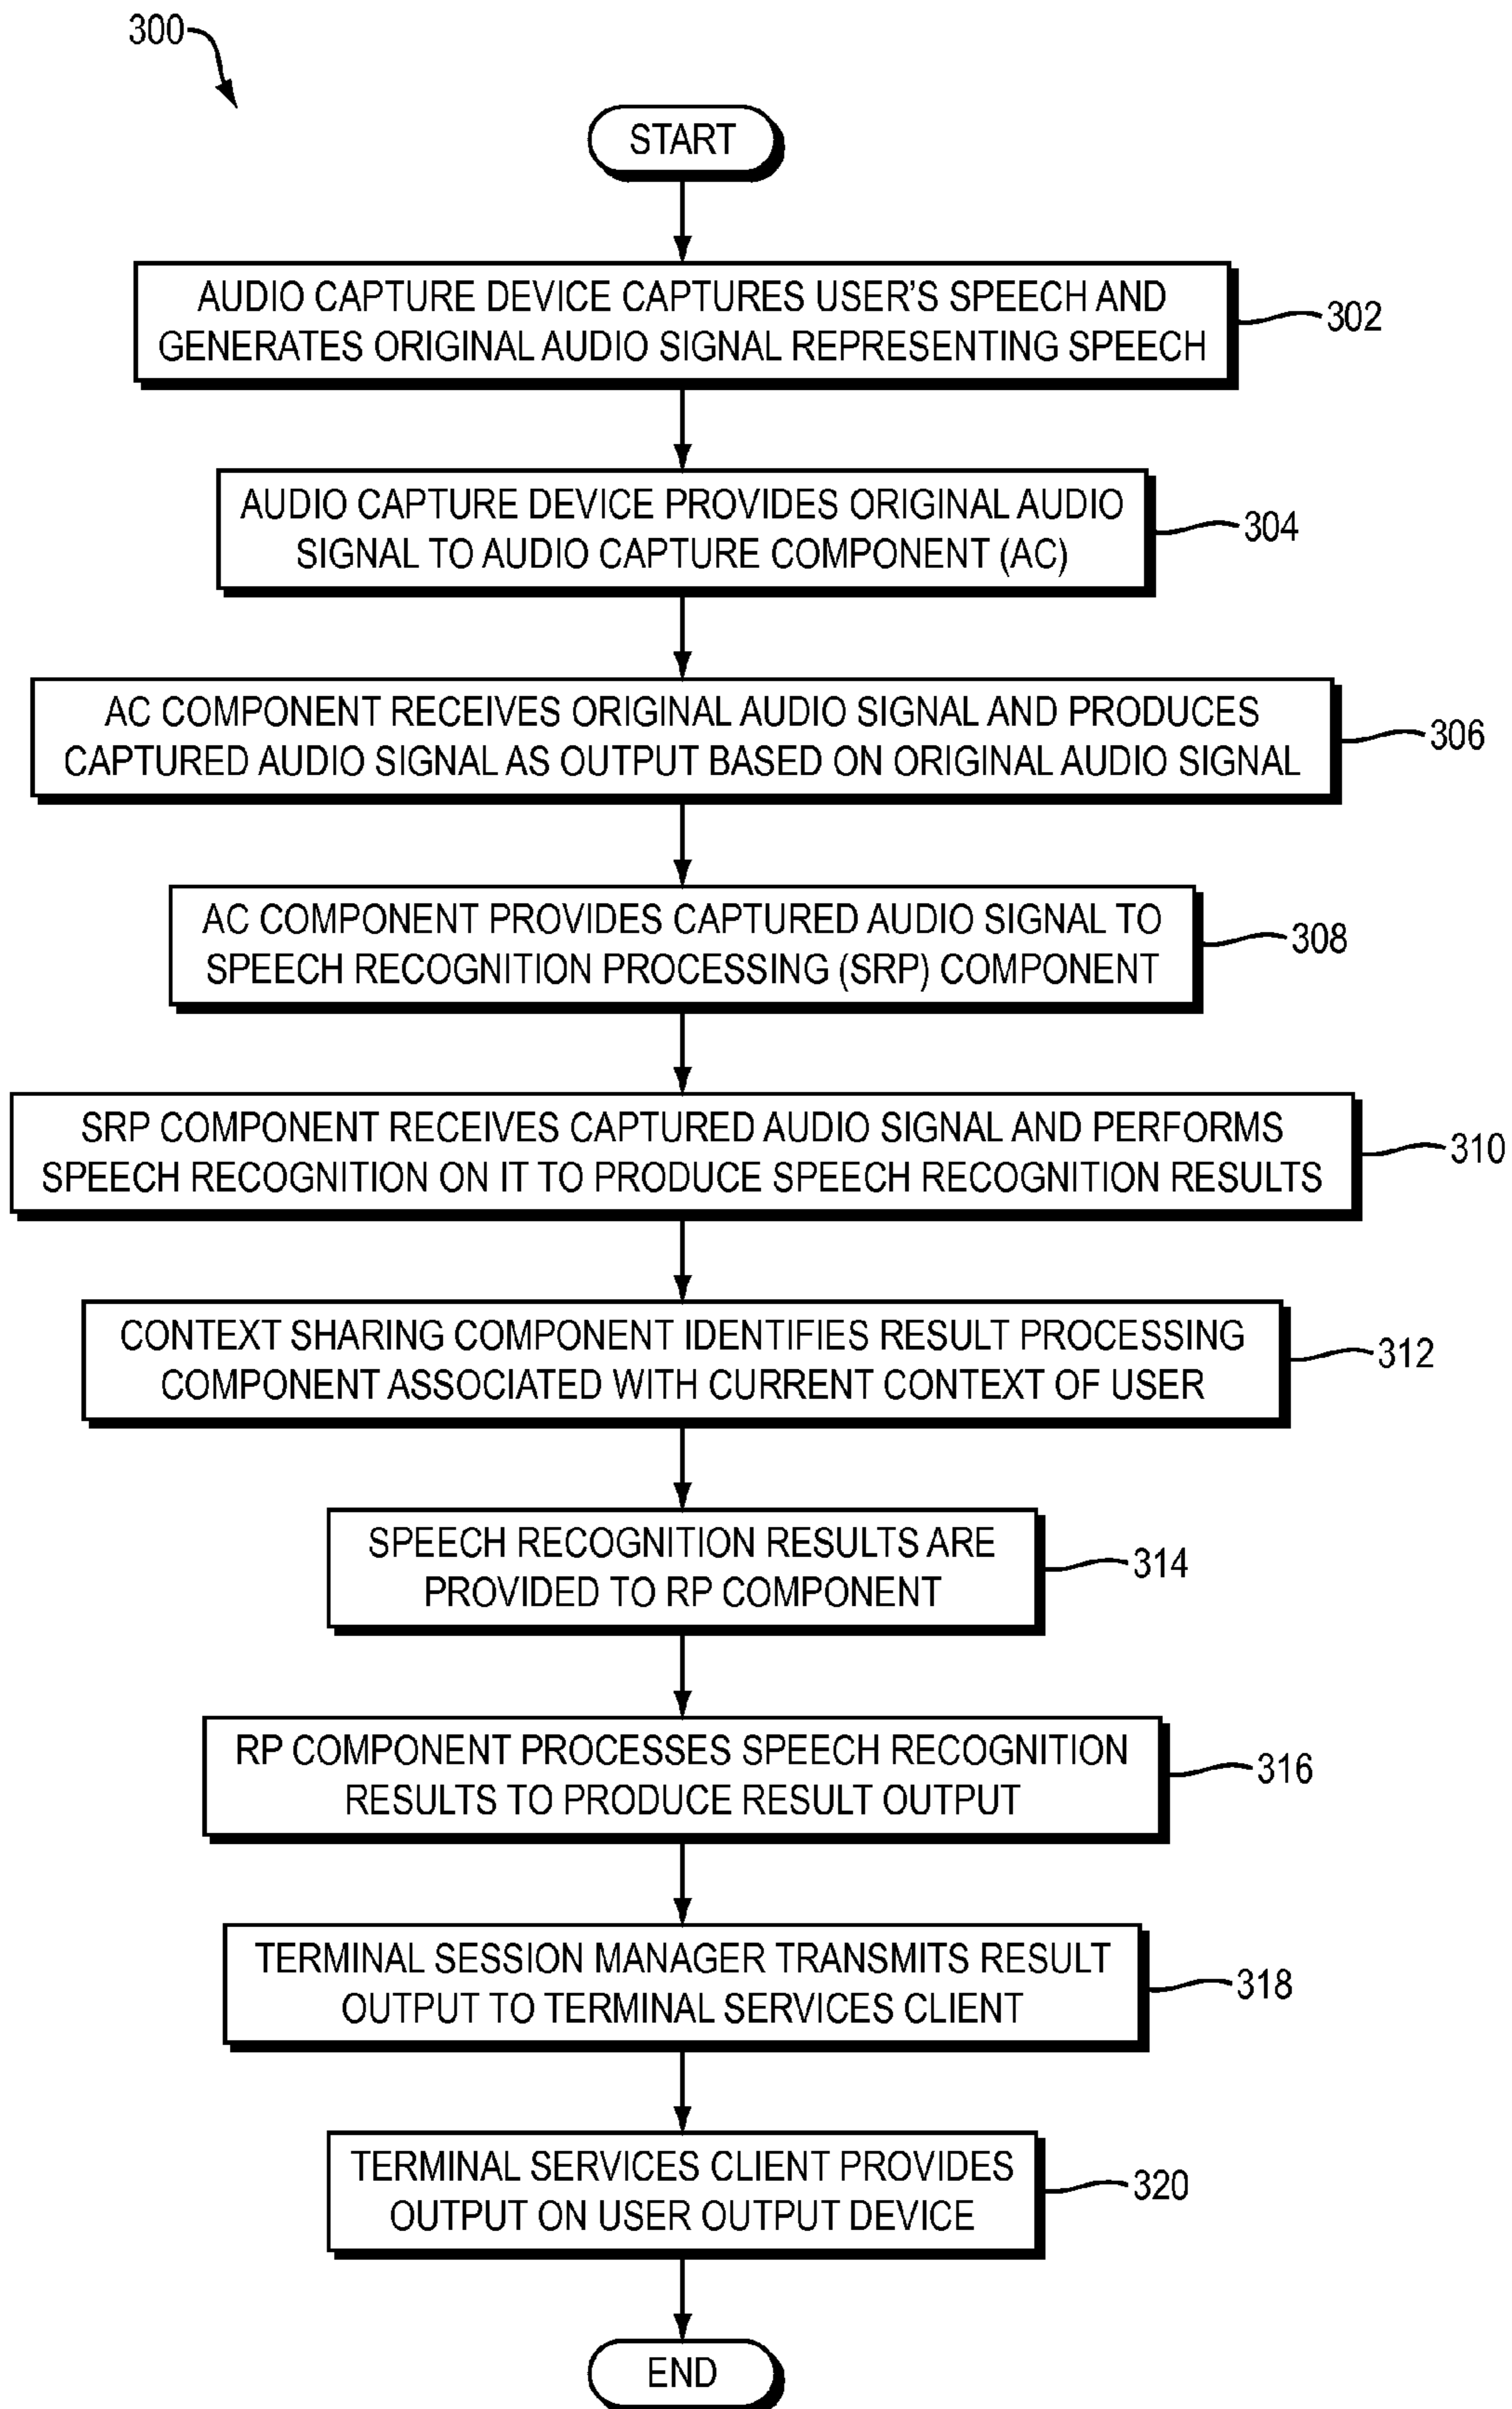 300
START
AUDIO CAPTURE DEVICE CAPTURES USER'S SPEECH AND
GENERATES ORIGINAL AUDIO SIGNAL REPRESENTING SPEECH
302
AUDIO CAPTURE DEVICE PROVIDES ORIGINAL AUDIO
SIGNAL TO AUDIO CAPTURE COMPONENT (AC)
304
AC COMPONENT RECEIVES ORIGINAL AUDIO SIGNAL AND PRODUCES
CAPTURED AUDIO SIGNAL AS OUTPUT BASED ON ORIGINAL AUDIO SIGNAL
306
AC COMPONENT PROVIDES CAPTURED AUDIO SIGNAL TO
SPEECH RECOGNITION PROCESSING (SRP) COMPONENT
308
SRP COMPONENT RECEIVES CAPTURED AUDIO SIGNAL AND PERFORMS
SPEECH RECOGNITION ON IT TO PRODUCE SPEECH RECOGNITION RESULTS
310
CONTEXT SHARING COMPONENT IDENTIFIES RESULT PROCESSING
COMPONENT ASSOCIATED WITH CURRENT CONTEXT OF USER
312
SPEECH RECOGNITION RESULTS ARE
PROVIDED TO RP COMPONENT
314
RP COMPONENT PROCESSES SPEECH RECOGNITION
RESULTS TO PRODUCE RESULT OUTPUT
316
TERMINAL SESSION MANAGER TRANSMITS RESULT
OUTPUT TO TERMINAL SERVICES CLIENT
318
TERMINAL SERVICES CLIENT PROVIDES
OUTPUT ON USER OUTPUT DEVICE
320
END